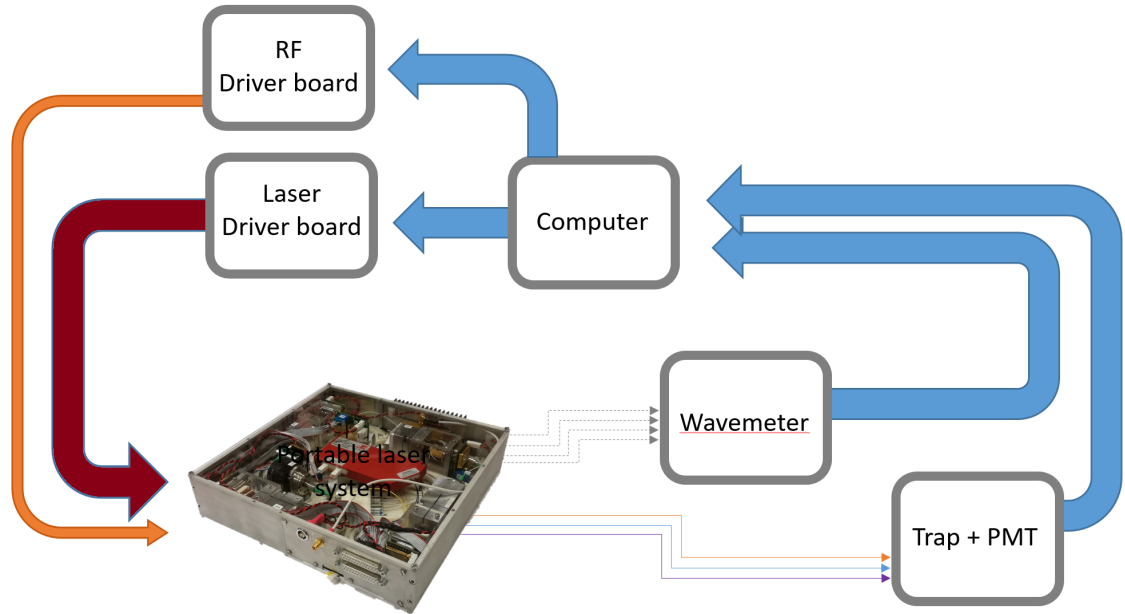 RF
Driver board
Laser
Driver board
Computer
Wavemeter
Portable laser
system
Trap + PMT